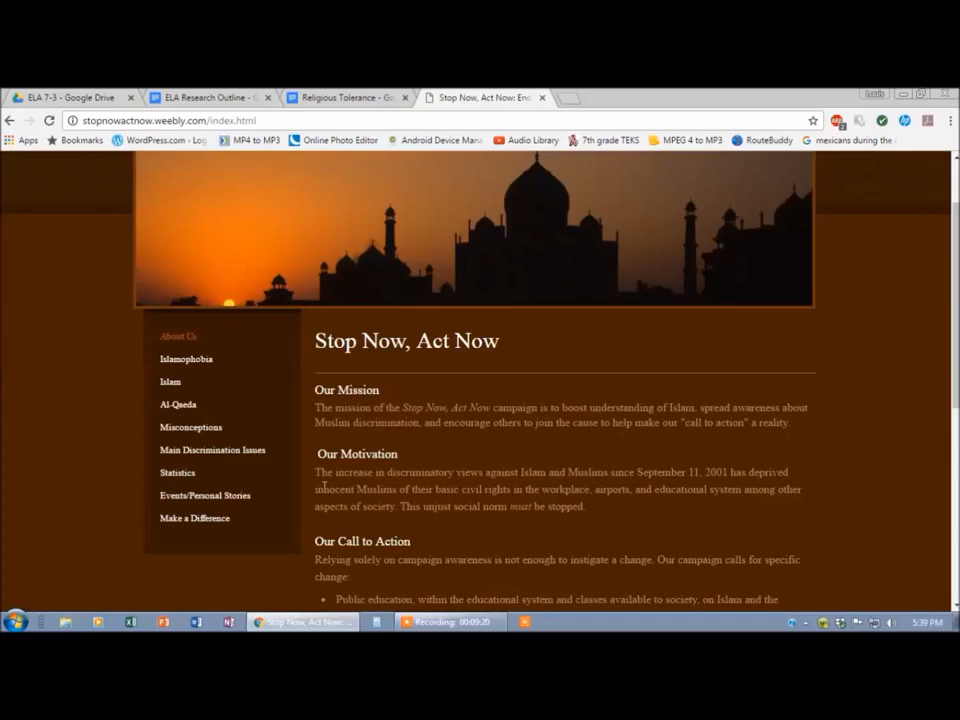 ELA 7-3 - Google Drive
ELA Research Outline - G
Religious Tolerance - Go
Stop Now, Act Now: End
Louis
stopnowactnow.weebly.com/index.html
Apps Bookmarks WordPress.com › Log MP4 to MP3 Online Photo Editor Android Device Mana Audio Library 7th grade TEKS MPEG 4 to MP3 RouteBuddy mexicans during the
About Us
Islamophobia
Islam
Al-Qaeda
Misconceptions
Main Discrimination Issues
Statistics
Events/Personal Stories
Make a Difference
Stop Now, Act Now
Our Mission
The mission of the Stop Now, Act Now campaign is to boost understanding of Islam, spread awareness about
Muslim discrimination, and encourage others to join the cause to help make our "call to action" a reality.
Our Motivation
The increase in discriminatory views against Islam and Muslims since September 11, 2001 has deprived
innocent Muslims of their basic civil rights in the workplace, airports, and educational system among other
aspects of society. This unjust social norm must be stopped.
Our Call to Action
Relying solely on campaign awareness is not enough to instigate a change. Our campaign calls for specific
change:
• Public education, within the educational system and classes available to society, on Islam and the
Stop Now, Act Now: ...
Recording: 00:09:20
5:39 PM